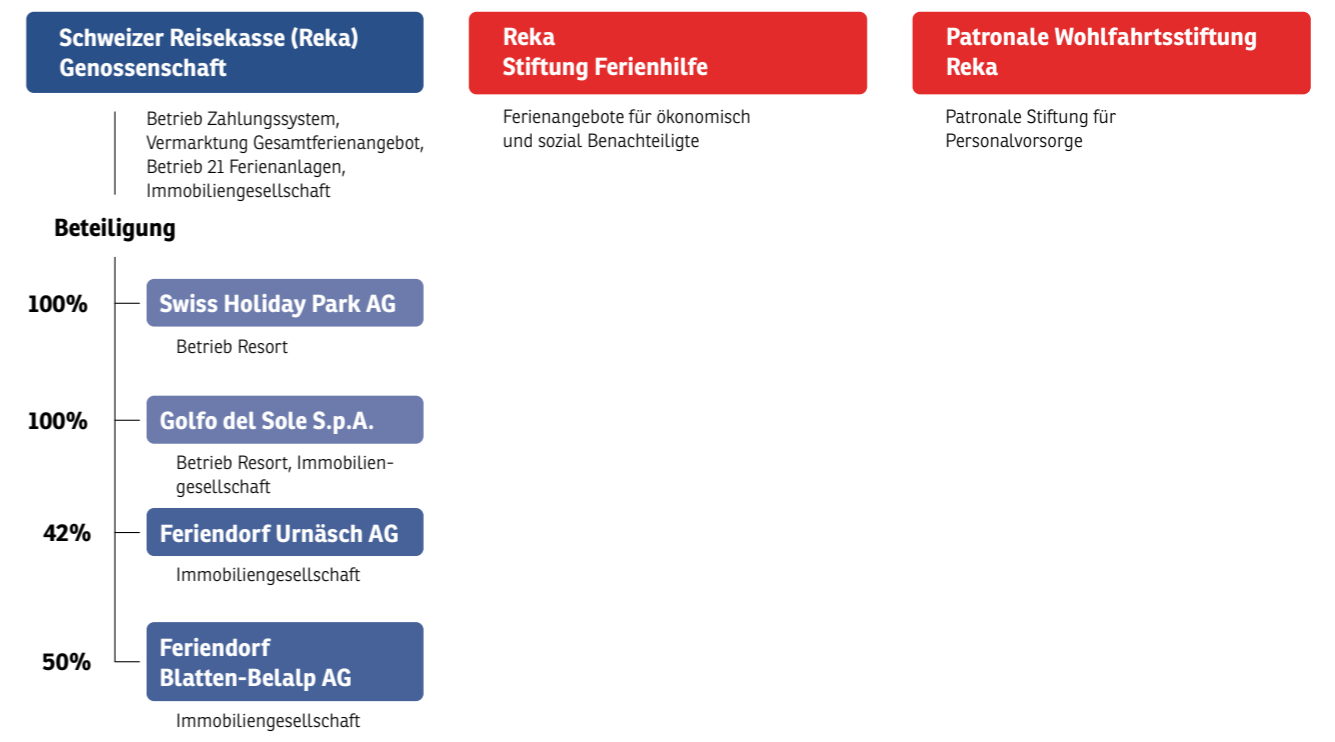 Schweizer Reisekasse (Reka)
Genossenschaft
Betrieb Zahlungssystem,
Vermarktung Gesamtferienangebot,
Betrieb 21 Ferienanlagen,
Immobiliengesellschaft
Reka
Stiftung Ferienhilfe
Ferienangebote für ökonomisch
und sozial Benachteiligte
Patronale Wohlfahrtsstiftung
Reka
Patronale Stiftung für
Personalvorsorge
Beteiligung
100%
Swiss Holiday Park AG
Betrieb Resort
100%
Golfo del Sole S.p.A.
Betrieb Resort, Immobilien-
gesellschaft
42%
Feriendorf Urnäsch AG
Immobiliengesellschaft
50%
Feriendorf
Blatten-Belalp AG
Immobiliengesellschaft